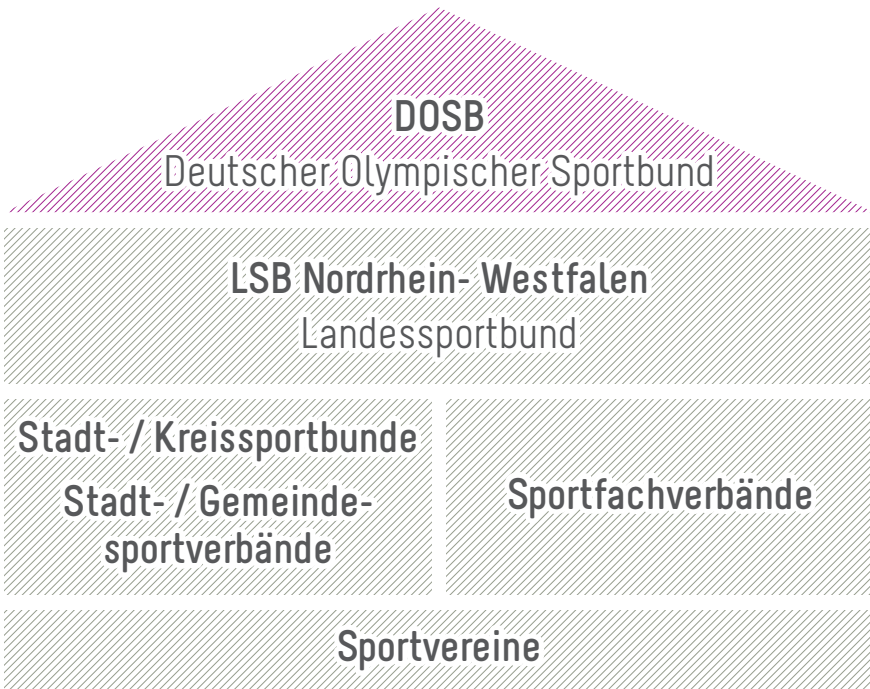 DOSB
Deutscher Olympischer Sportbund
LSB Nordrhein- Westfalen
Landessportbund
Stadt- / Kreissportbunde
Stadt- / Gemeinde-
sportverbände
Sportfachverbände
Sportvereine